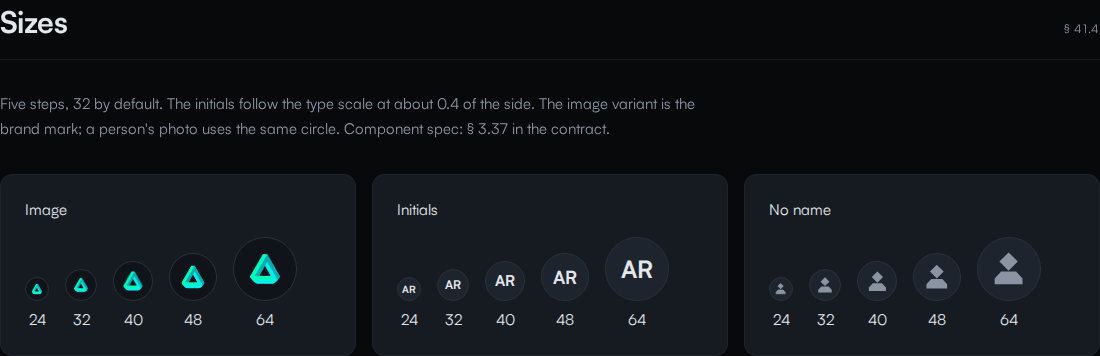 Sizes
§ 41.4
Five steps, 32 by default. The initials follow the type scale at about 0.4 of the side. The image variant is the
brand mark; a person's photo uses the same circle. Component spec: § 3.37 in the contract.
Image
24 32 40 48 64
Initials
AR AR AR AR AR
24 32 40 48 64
No name
24 32 40 48 64